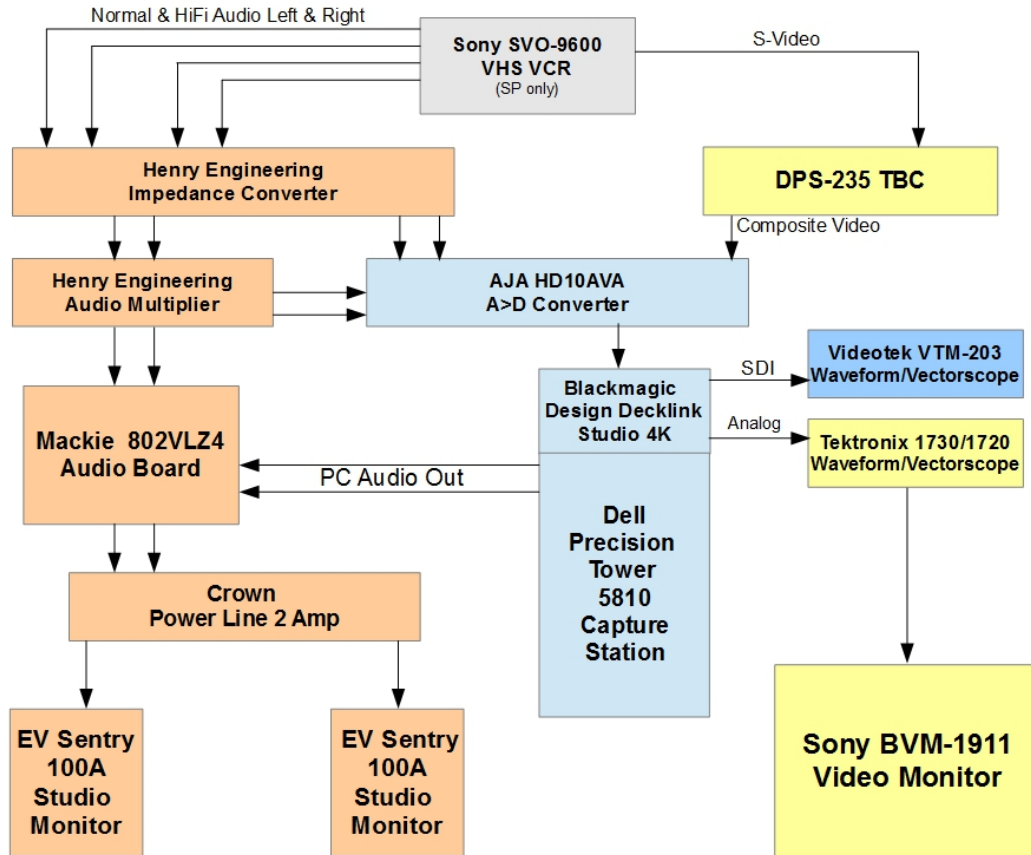 Normal & HiFi Audio Left & Right
Sony SVO-9600
VHS VCR
(SP only)
S-Video
Henry Engineering
Impedance Converter
DPS-235 TBC
Composite Video
Henry Engineering
Audio Multiplier
AJA HD10AVA
A>D Converter
Videotek VTM-203
Waveform/Vectorscope
SDI
Blackmagic
Design Decklink
Studio 4K
Analog
Tektronix 1730/1720
Waveform/Vectorscope
Mackie 802VLZ4
Audio Board
PC Audio Out
Dell
Precision
Tower
5810
Capture
Station
Crown
Power Line 2 Amp
EV Sentry
100A
Studio
Monitor
EV Sentry
100A
Studio
Monitor
Sony BVM-1911
Video Monitor